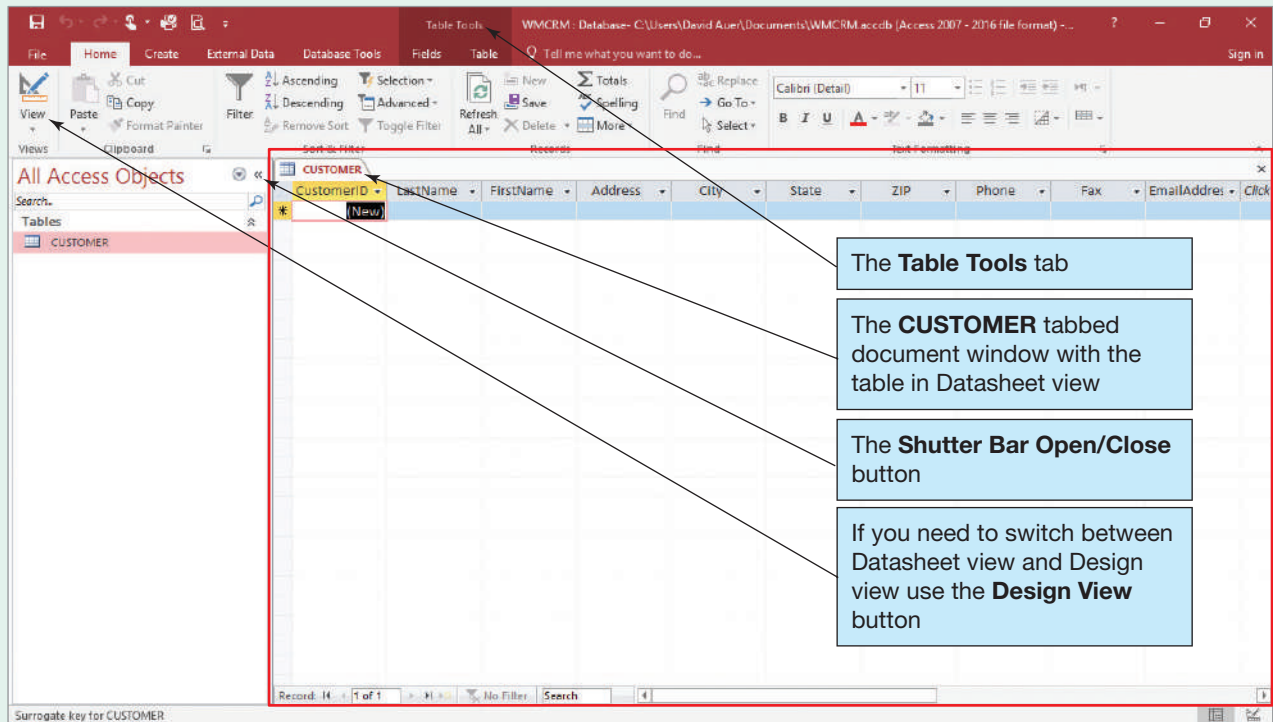 Table Tools WMCRM : Database- C:\Users\David Auer\Documents\WMCRM.accdb (Access 2007 - 2016 file format) -... ?
File Home Create External Data Database Tools Fields Table Tell me what you want to do... Sign in
View
Paste
Cut
Copy
Format Painter
Filter
Ascending
Descending
Remove Sort
Selection
Advanced
Toggle Filter
Refresh
All
New
Save
Delete
Totals
Spelling
More
Find
Replace
Go To
Select
Calibri (Detail) 11
B I U A
Views Clipboard Sort & Filter Records Find Text Formatting
All Access Objects
Search..
Tables
CUSTOMER
CUSTOMER
CustomerID LastName FirstName Address City State ZIP Phone Fax EmailAddres Click
* (New)
The Table Tools tab
The CUSTOMER tabbed
document window with the
table in Datasheet view
The Shutter Bar Open/Close
button
If you need to switch between
Datasheet view and Design
view use the Design View
button
Record: 1 of 1 No Filter Search
Surrogate key for CUSTOMER